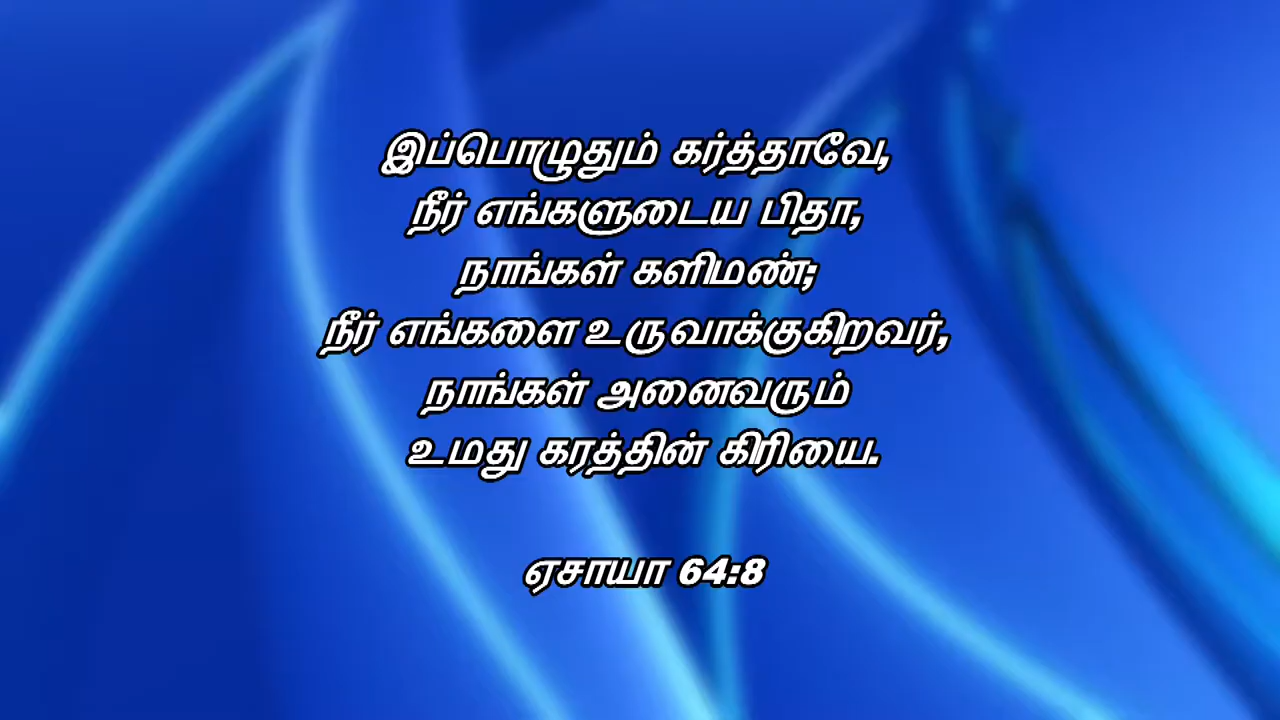 இப்பொழுதும் கர்த்தாவே,
நீர் எங்களுடைய பிதா,
நாங்கள் களிமண்;
நீர் எங்களை உருவாக்குகிறவர்,
நாங்கள் அனைவரும்
உமது கரத்தின் கிரியை.
ஏசாயா 64:8